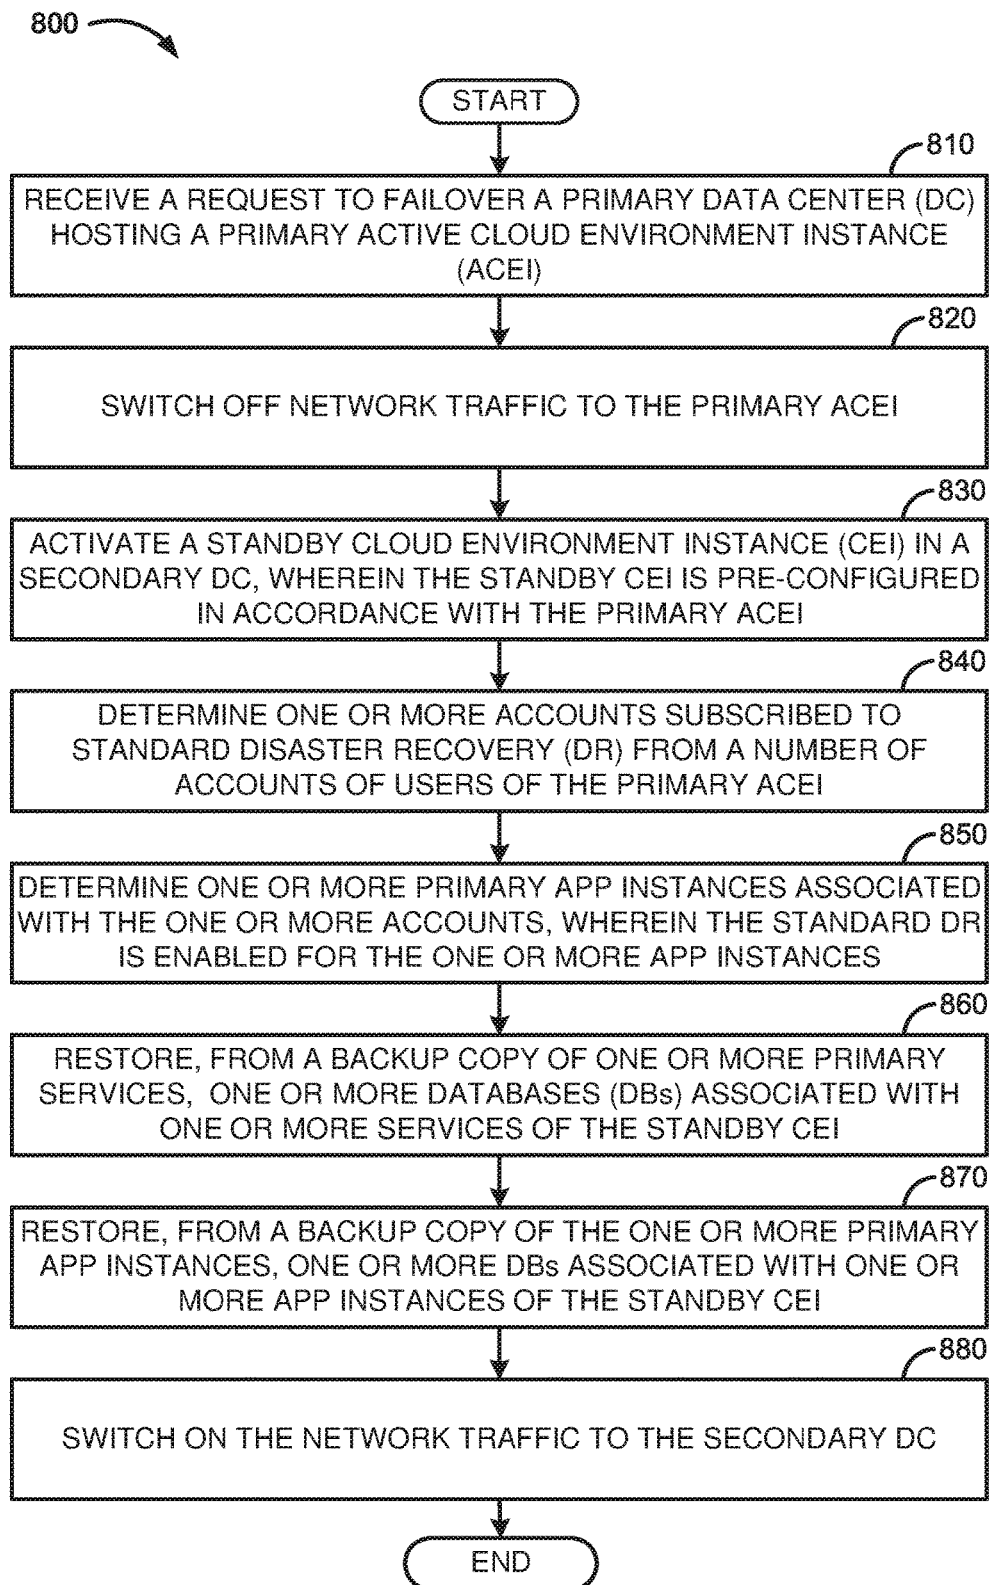 800
START
810
RECEIVE A REQUEST TO FAILOVER A PRIMARY DATA CENTER (DC)
HOSTING A PRIMARY ACTIVE CLOUD ENVIRONMENT INSTANCE
(ACEI)
820
SWITCH OFF NETWORK TRAFFIC TO THE PRIMARY ACEI
830
ACTIVATE A STANDBY CLOUD ENVIRONMENT INSTANCE (CEI) IN A
SECONDARY DC, WHEREIN THE STANDBY CEI IS PRE-CONFIGURED
IN ACCORDANCE WITH THE PRIMARY ACEI
840
DETERMINE ONE OR MORE ACCOUNTS SUBSCRIBED TO
STANDARD DISASTER RECOVERY (DR) FROM A NUMBER OF
ACCOUNTS OF USERS OF THE PRIMARY ACEI
850
DETERMINE ONE OR MORE PRIMARY APP INSTANCES ASSOCIATED
WITH THE ONE OR MORE ACCOUNTS, WHEREIN THE STANDARD DR
IS ENABLED FOR THE ONE OR MORE APP INSTANCES
860
RESTORE, FROM A BACKUP COPY OF ONE OR MORE PRIMARY
SERVICES, ONE OR MORE DATABASES (DBs) ASSOCIATED WITH
ONE OR MORE SERVICES OF THE STANDBY CEI
870
RESTORE, FROM A BACKUP COPY OF THE ONE OR MORE PRIMARY
APP INSTANCES, ONE OR MORE DBs ASSOCIATED WITH ONE OR
MORE APP INSTANCES OF THE STANDBY CEI
880
SWITCH ON THE NETWORK TRAFFIC TO THE SECONDARY DC
END